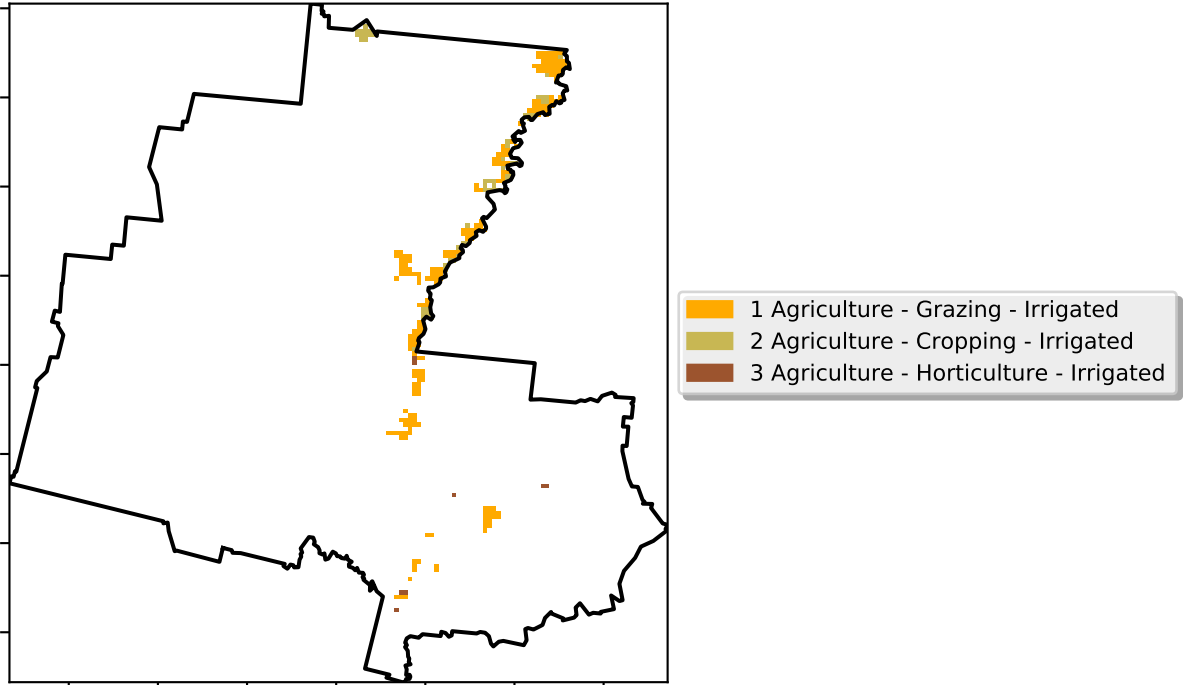 1 Agriculture - Grazing - Irrigated
2 Agriculture - Cropping - Irrigated
3 Agriculture - Horticulture - Irrigated